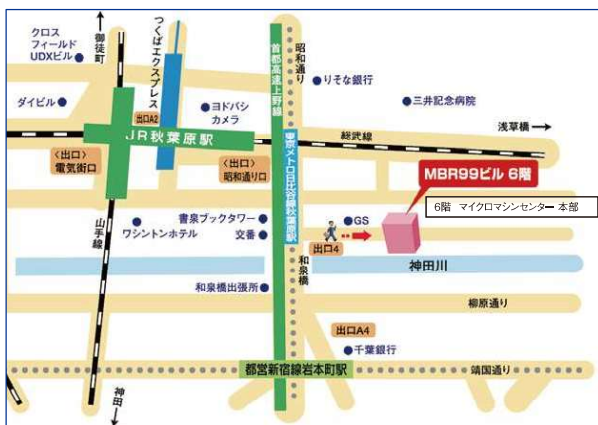 御徒町
つくばエクスプレス
クロス
フィールド
UDXビル
首都高速上野線
昭和通り
りそな銀行
ダイビル
出口A2
ヨドバシ
カメラ
三井記念病院
浅草橋
JR秋葉原駅
総武線
〈出口〉
電気街口
〈出口〉
昭和通り口
東京メトロ日比谷線秋葉原駅
MBR99ビル 6階
6階 マイクロマシンセンター 本部
山手線
ワシントンホテル
書泉ブックタワー
交番
GS
出口4
和泉橋
神田川
和泉橋出張所
柳原通り
出口A4
千葉銀行
都営新宿線岩本町駅
靖国通り
神田